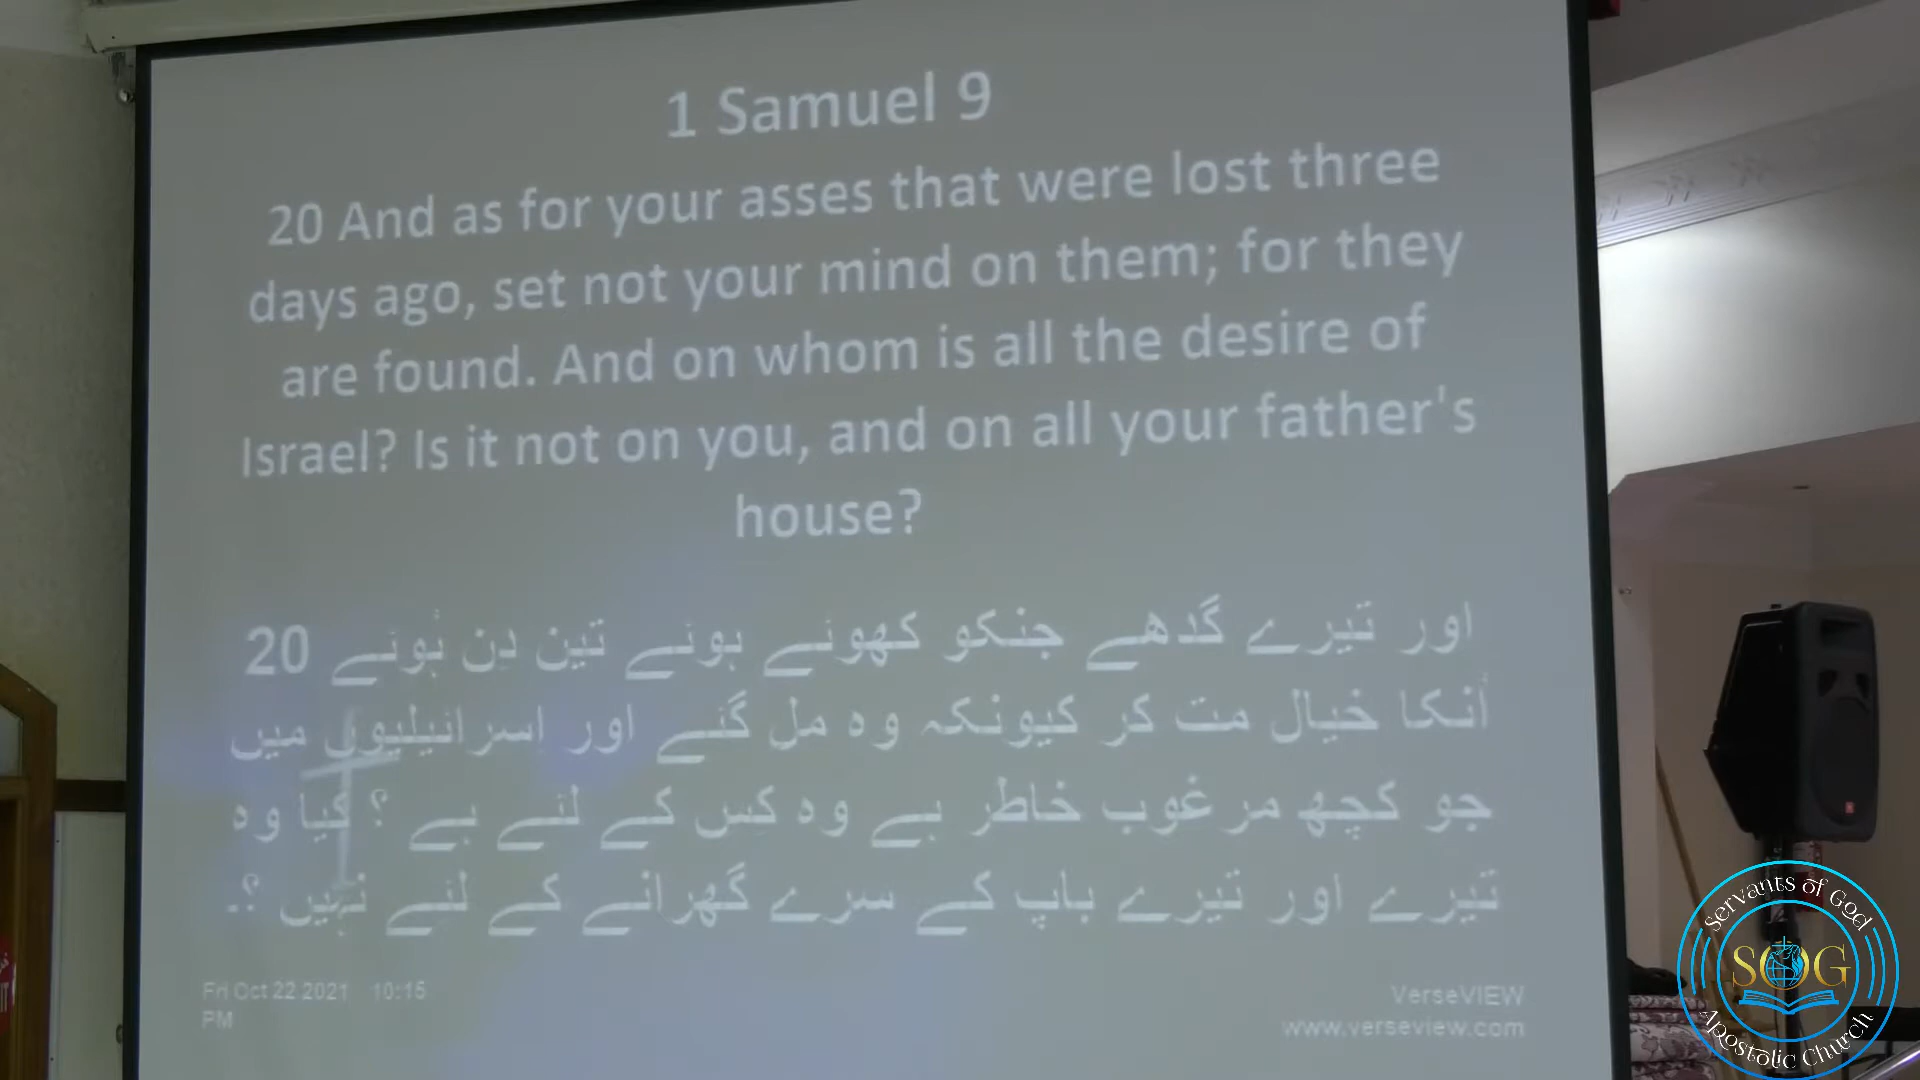 1 Samuel 9
20 And as for your asses that were lost three
days ago, set not your mind on them; for they
are found. And on whom is all the desire of
Israel? Is it not on you, and on all your father's
house?
اور تیرے گدھے جنکو کھوئے ہوئے تین دِن ہُوئے 20
اُنکا خیال مت کر کیونکہ وہ مل گئے اور اِسرائیلیوں میں
جو کچھ مرغوب خاطر ہے وہ کس کے لئے ہے ؟ کیا وہ
تیرے اور تیرے باپ کے سرے گھرانے کے لئے نہیں ؟۔
Fri Oct 22 2021 10:15
PM
VerseVIEW
www.verseview.com
Servants of God
SOG
Apostolic Church